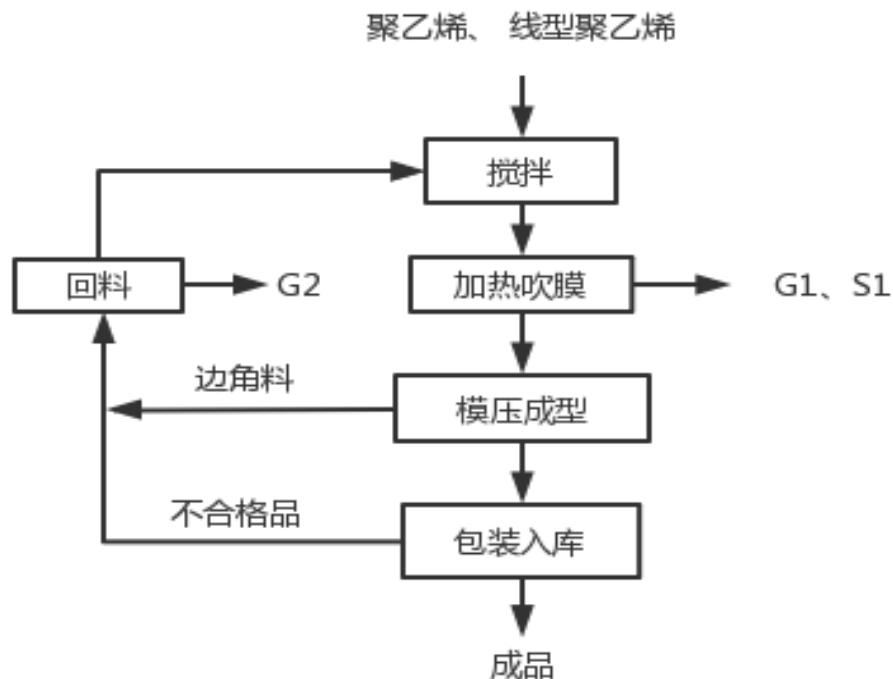 聚乙烯、 线型聚乙烯
搅拌
回料
G2
加热吹膜
G1、S1
边角料
模压成型
不合格品
包装入库
成品